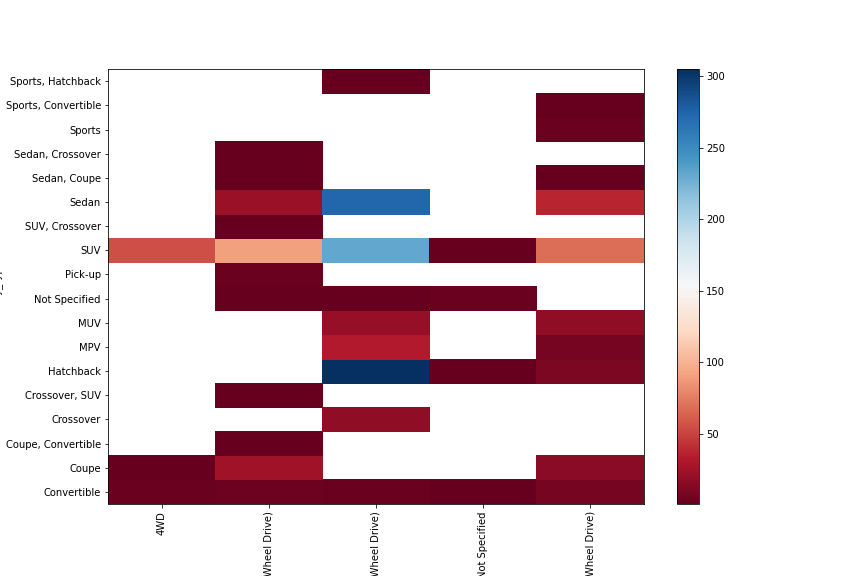 Sports, Hatchback
Sports, Convertible
Sports
Sedan, Crossover
Sedan, Coupe
Sedan
SUV, Crossover
SUV
Pick-up
Not Specified
MUV
MPV
Hatchback
Crossover, SUV
Crossover
Coupe, Convertible
Coupe
Convertible
4WD
Wheel Drive)
Wheel Drive)
Not Specified
Wheel Drive)
300
250
200
150
100
50